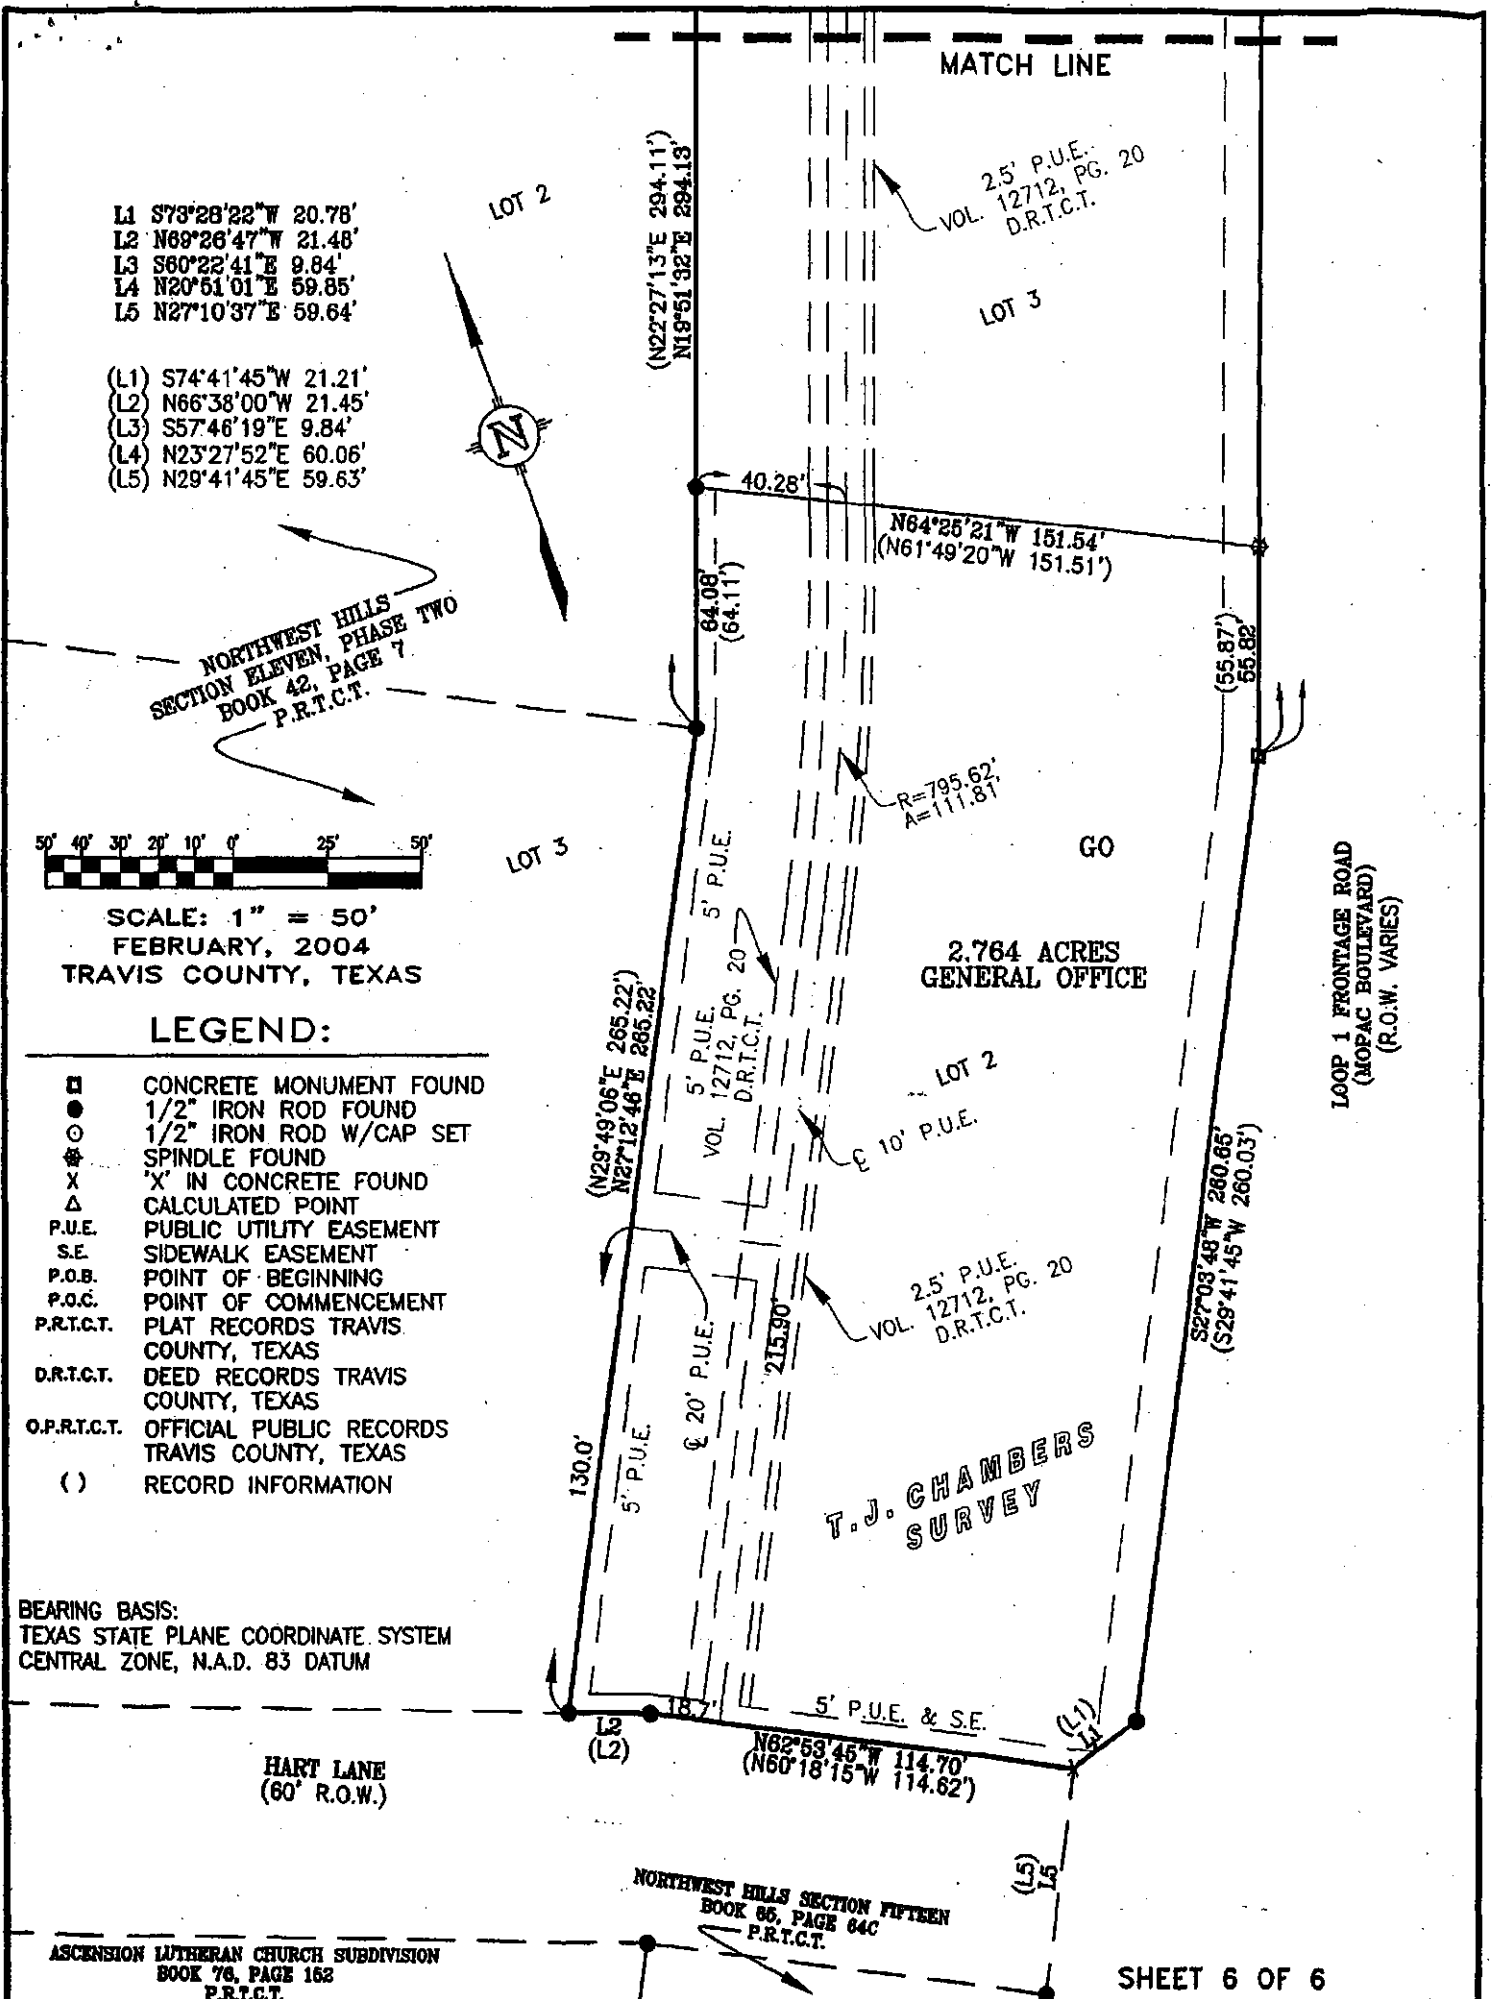 MATCH LINE
L1 S73°28'22"W 20.78'
L2 N69°26'47"W 21.48'
L3 S60°22'41"E 9.84'
L4 N20°51'01"E 59.85'
L5 N27°10'37"E 59.64'
(L1) S74°41'45"W 21.21'
(L2) N66°38'00"W 21.45'
(L3) S57°46'19"E 9.84'
(L4) N23°27'52"E 60.06'
(L5) N29°41'45"E 59.63'
LOT 2
(N22°27'13"E 294.11')
N19°51'32"E 294.13'
2.5' P.U.E.
VOL. 12712, PG. 20
D.R.T.C.T.
LOT 3
N
40.28'
N64°25'21"W 151.54'
(N61°49'20"W 151.51')
64.08'
(64.11')
(55.87')
55.82'
NORTHWEST HILLS
SECTION ELEVEN, PHASE TWO
BOOK 42, PAGE 7
P.R.T.C.T.
R=795.62'
A=111.81'
50' 40' 30' 20' 10' 0' 25' 50'
SCALE: 1" = 50'
FEBRUARY, 2004
TRAVIS COUNTY, TEXAS
LOT 3
5' P.U.E.
GO
2.764 ACRES
GENERAL OFFICE
LOOP 1 FRONTAGE ROAD
(MOPAC BOULEVARD)
(R.O.W. VARIES)
(N29°49'06"E 265.22')
N27°12'46"E 265.22'
5' P.U.E.
VOL. 12712, PG. 20
D.R.T.C.T.
LOT 2
℄ 10' P.U.E.
S27°03'48"W 260.65'
(S29°41'45"W 260.03')
2.5' P.U.E.
VOL. 12712, PG. 20
D.R.T.C.T.
215.90'
℄ 20' P.U.E.
5' P.U.E.
130.0'
T.J. CHAMBERS
SURVEY
LEGEND:
CONCRETE MONUMENT FOUND
1/2" IRON ROD FOUND
1/2" IRON ROD W/CAP SET
SPINDLE FOUND
X 'X' IN CONCRETE FOUND
Δ CALCULATED POINT
P.U.E. PUBLIC UTILITY EASEMENT
S.E. SIDEWALK EASEMENT
P.O.B. POINT OF BEGINNING
P.O.C. POINT OF COMMENCEMENT
P.R.T.C.T. PLAT RECORDS TRAVIS
COUNTY, TEXAS
D.R.T.C.T. DEED RECORDS TRAVIS
COUNTY, TEXAS
O.P.R.T.C.T. OFFICIAL PUBLIC RECORDS
TRAVIS COUNTY, TEXAS
( ) RECORD INFORMATION
BEARING BASIS:
TEXAS STATE PLANE COORDINATE SYSTEM
CENTRAL ZONE, N.A.D. 83 DATUM
18.7'
5' P.U.E. & S.E.
(L1)
L1
L2
(L2)
N62°53'45"W 114.70'
(N60°18'15"W 114.62')
HART LANE
(60' R.O.W.)
(L5)
L5
NORTHWEST HILLS SECTION FIFTEEN
BOOK 65, PAGE 64C
P.R.T.C.T.
ASCENSION LUTHERAN CHURCH SUBDIVISION
BOOK 76, PAGE 152
P.R.T.C.T.
SHEET 6 OF 6